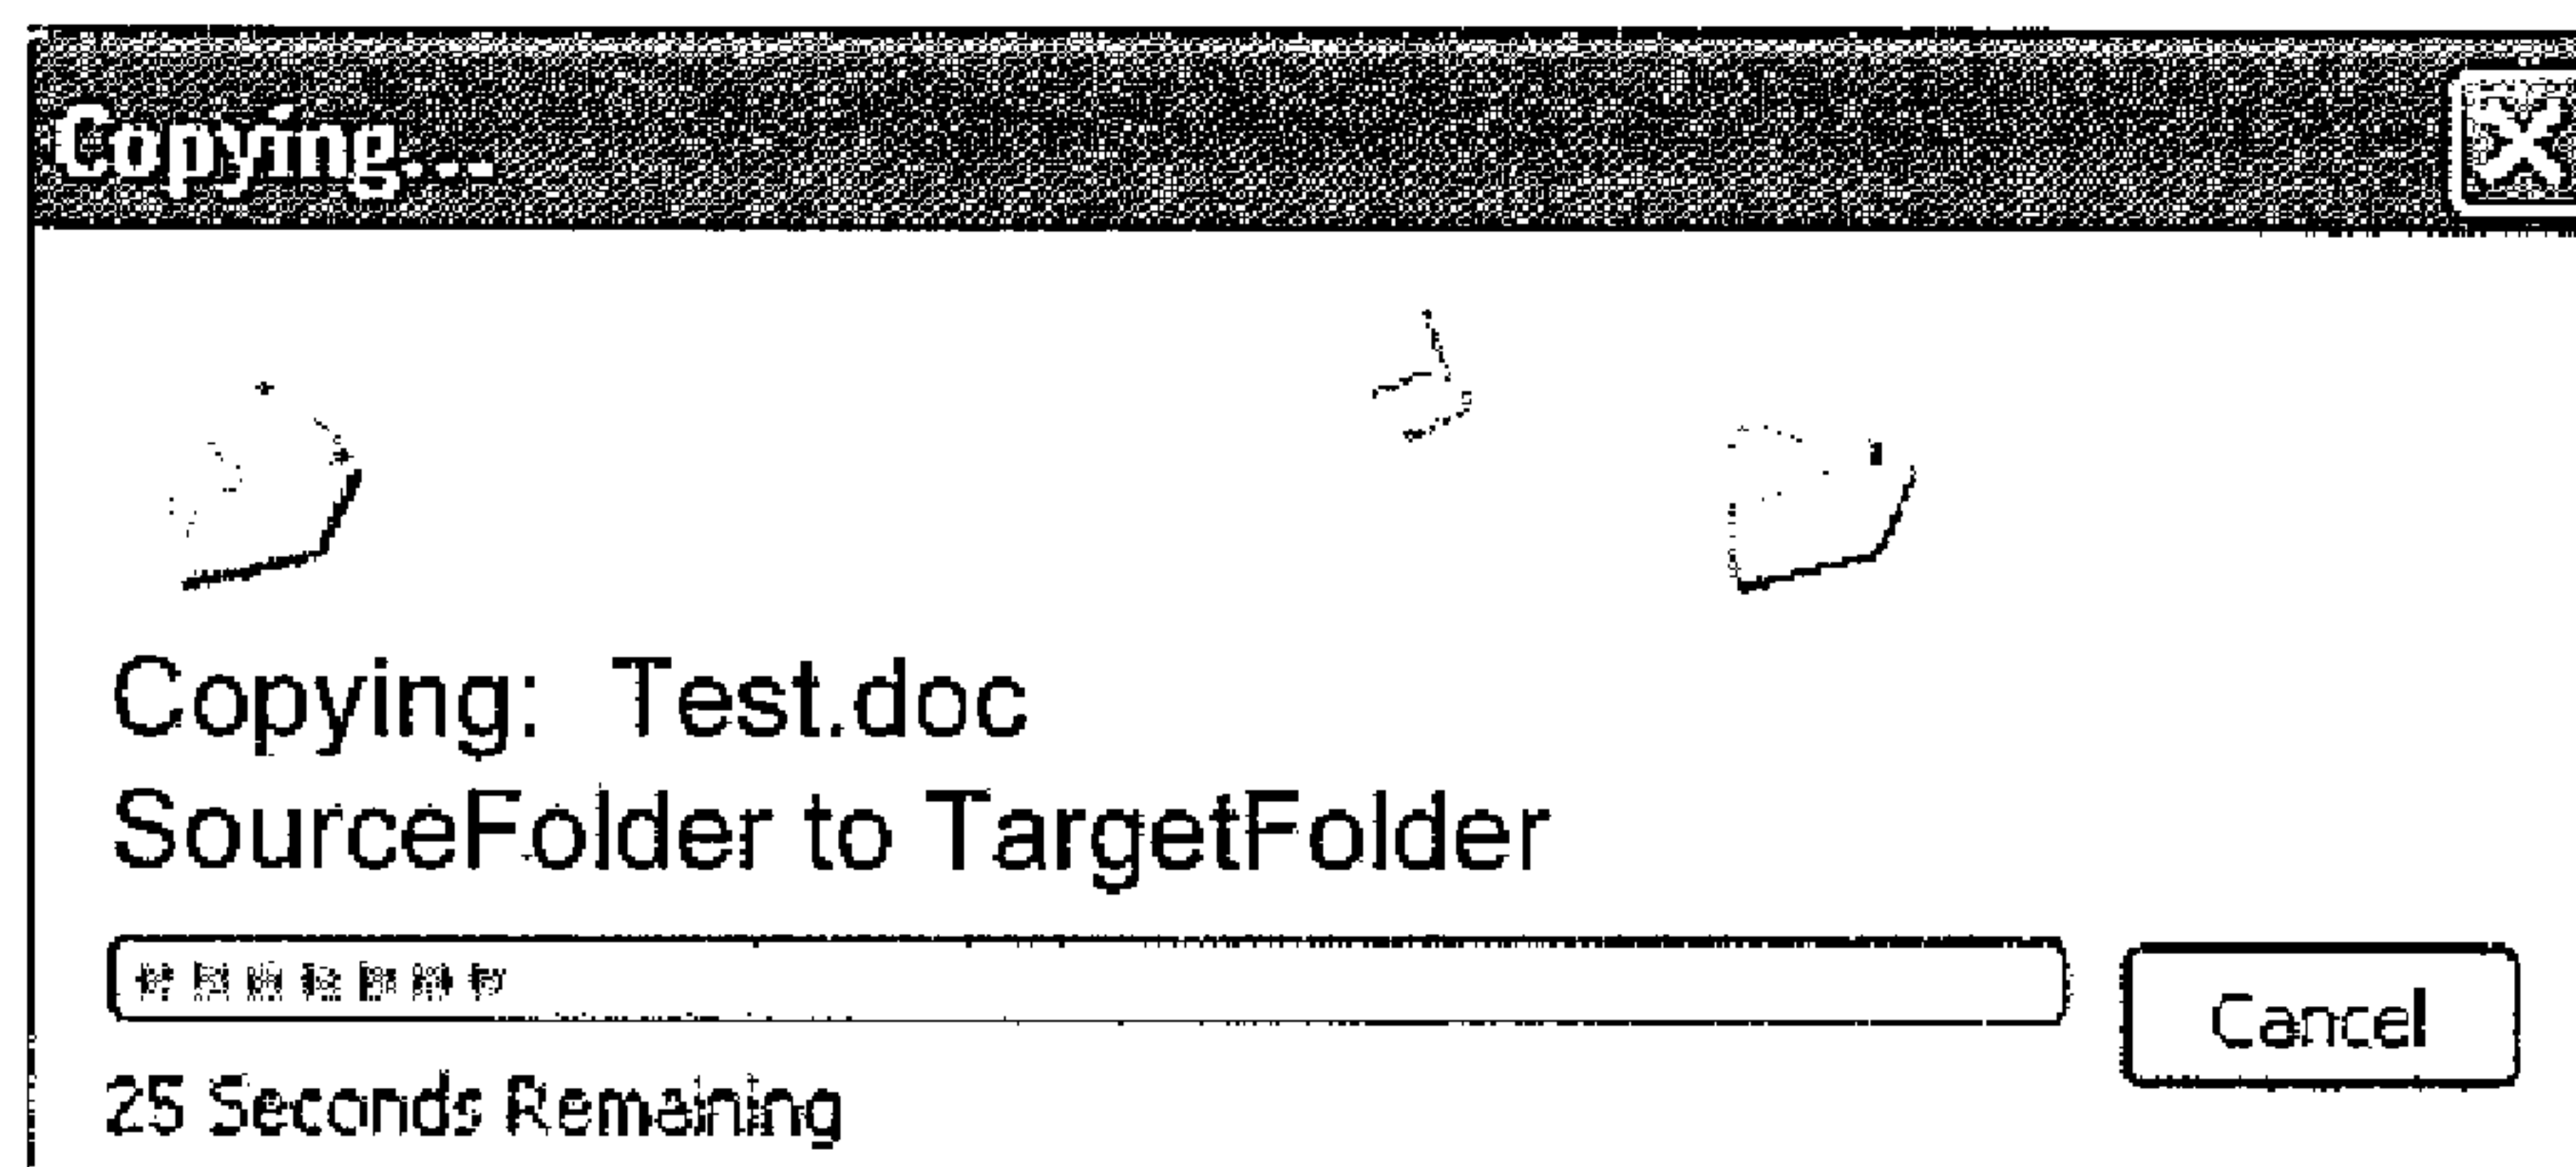 Copying...
Copying: Test.doc
SourceFolder to TargetFolder
Cancel
25 Seconds Remaining